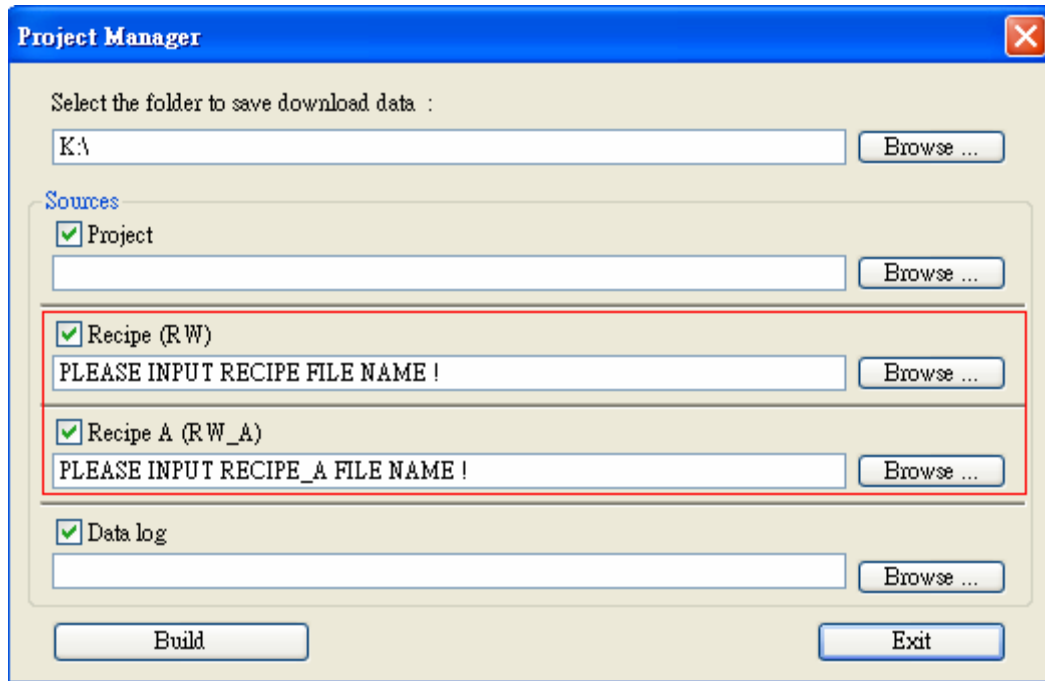 Project Manager
Select the folder to save download data :
K:\
Browse ...
Sources
Project
Browse ...
Recipe (RW)
PLEASE INPUT RECIPE FILE NAME !
Browse ...
Recipe A (RW_A)
PLEASE INPUT RECIPE_A FILE NAME !
Browse ...
Data log
Browse ...
Build
Exit